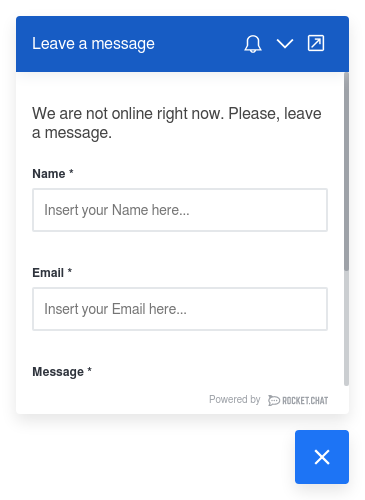 Leave a message
We are not online right now. Please, leave
a message.
Name *
Insert your Name here...
Email *
Insert your Email here...
Message *
Powered by ROCKET.CHAT